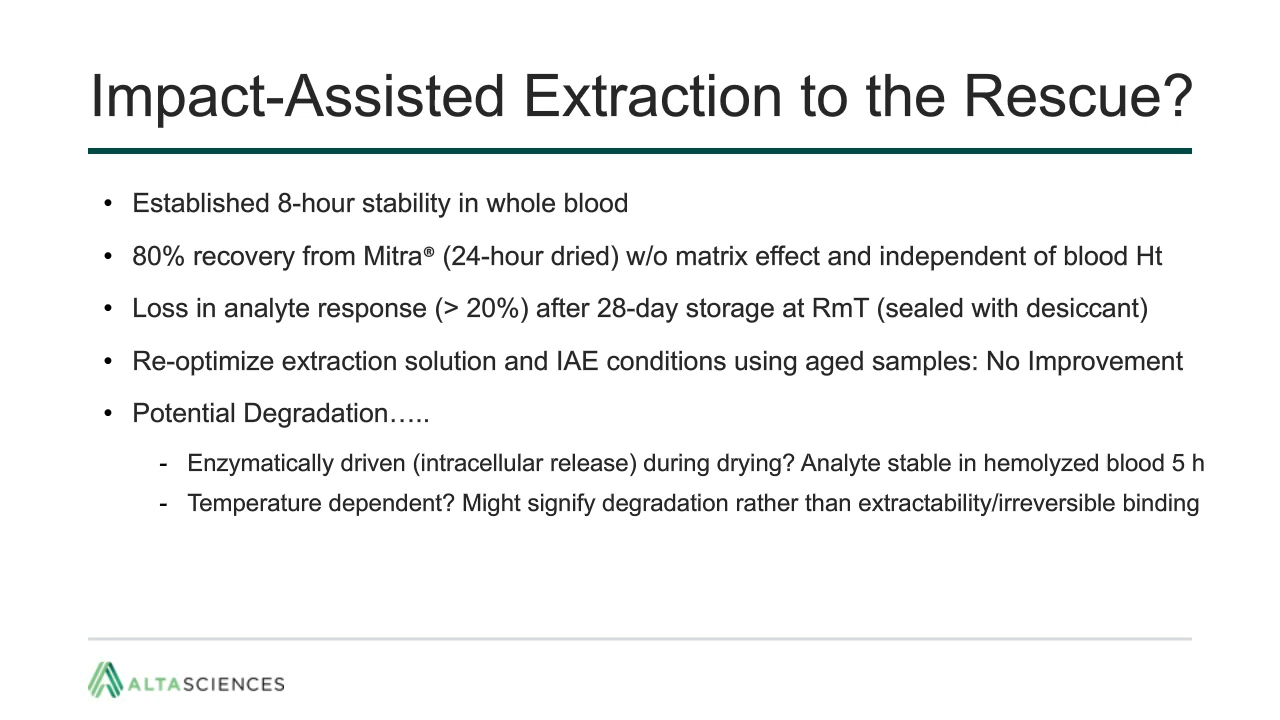 Impact-Assisted Extraction to the Rescue?
• Established 8-hour stability in whole blood
• 80% recovery from Mitra® (24-hour dried) w/o matrix effect and independent of blood Ht
• Loss in analyte response (> 20%) after 28-day storage at RmT (sealed with desiccant)
• Re-optimize extraction solution and IAE conditions using aged samples: No Improvement
• Potential Degradation…..
- Enzymatically driven (intracellular release) during drying? Analyte stable in hemolyzed blood 5 h
- Temperature dependent? Might signify degradation rather than extractability/irreversible binding
ALTASCIENCES